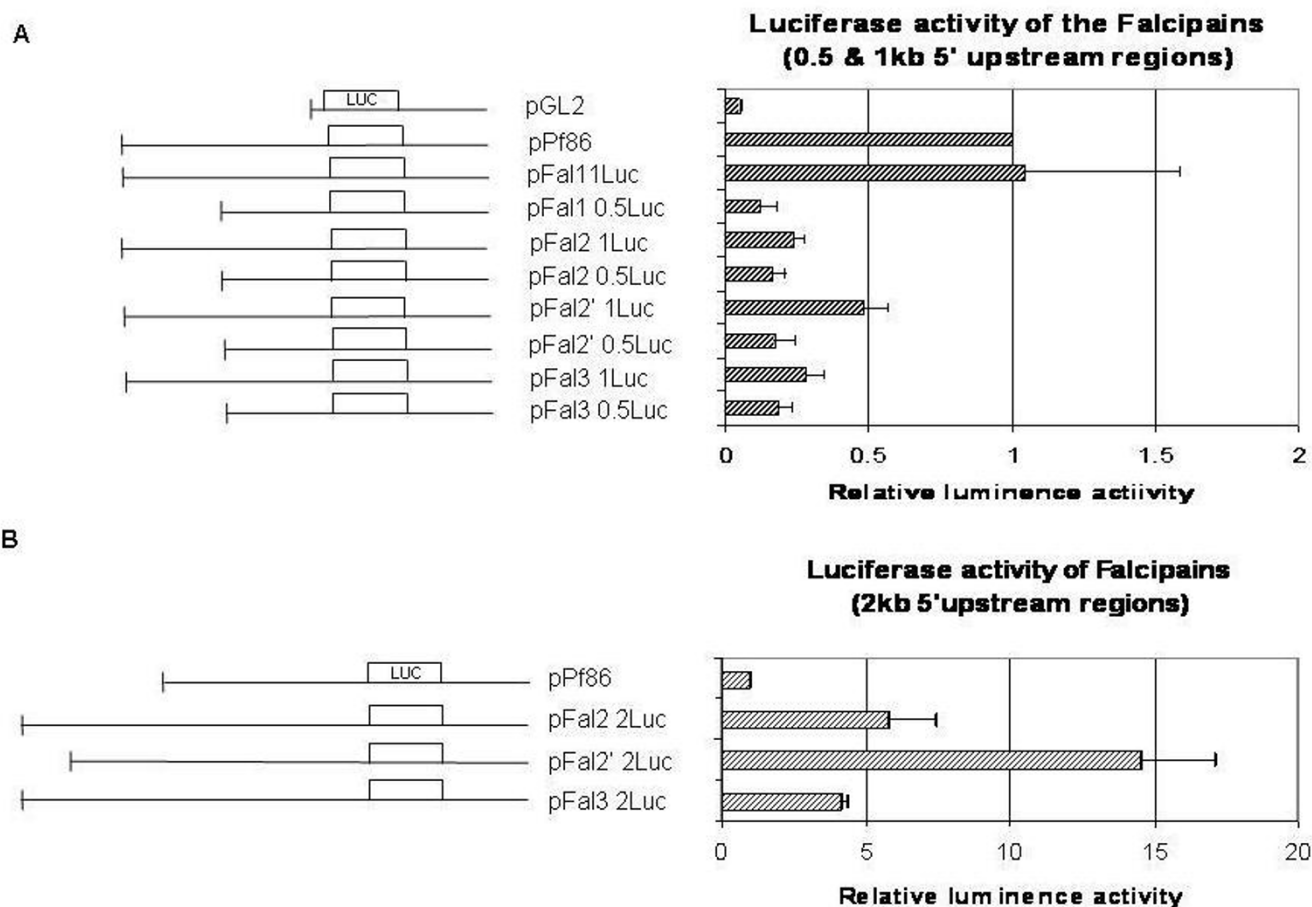 A
Luciferase activity of the Falcipains
(0.5 & 1kb 5' upstream regions)
LUC
pGL2
pPf86
pFal11Luc
pFal1 0.5Luc
pFal2 1Luc
pFal2 0.5Luc
pFal2' 1Luc
pFal2' 0.5Luc
pFal3 1Luc
pFal3 0.5Luc
0 0.5 1 1.5 2
Relative luminence actiivity
B
Luciferase activity of Falcipains
(2kb 5'upstream regions)
LUC
pPf86
pFal2 2Luc
pFal2' 2Luc
pFal3 2Luc
0 5 10 15 20
Relative luminence activity